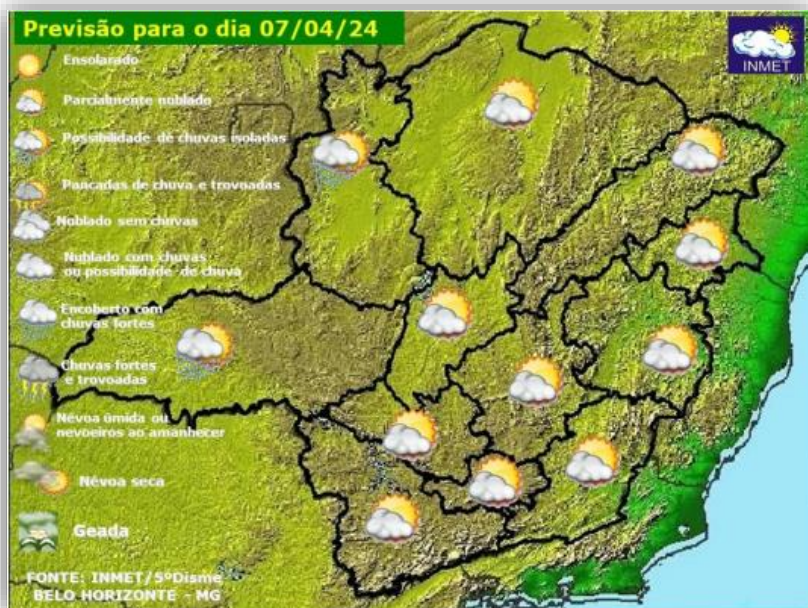 Previsão para o dia 07/04/24
INMET
Ensolarado
Parcialmente noblado
Possibilidade de chuvas isoladas
Pancadas de chuva e trovoadas
Noblado sem chuvas
Nublado com chuvas
ou possibilidade de chuva
Encoberto com
chuvas fortes
Chuvas fortes
e trovoadas
Névoa úmida ou
nevoeiros ao amanhecer
Névoa seca
Geada
FONTE: INMET/5ºDisme
BELO HORIZONTE - MG